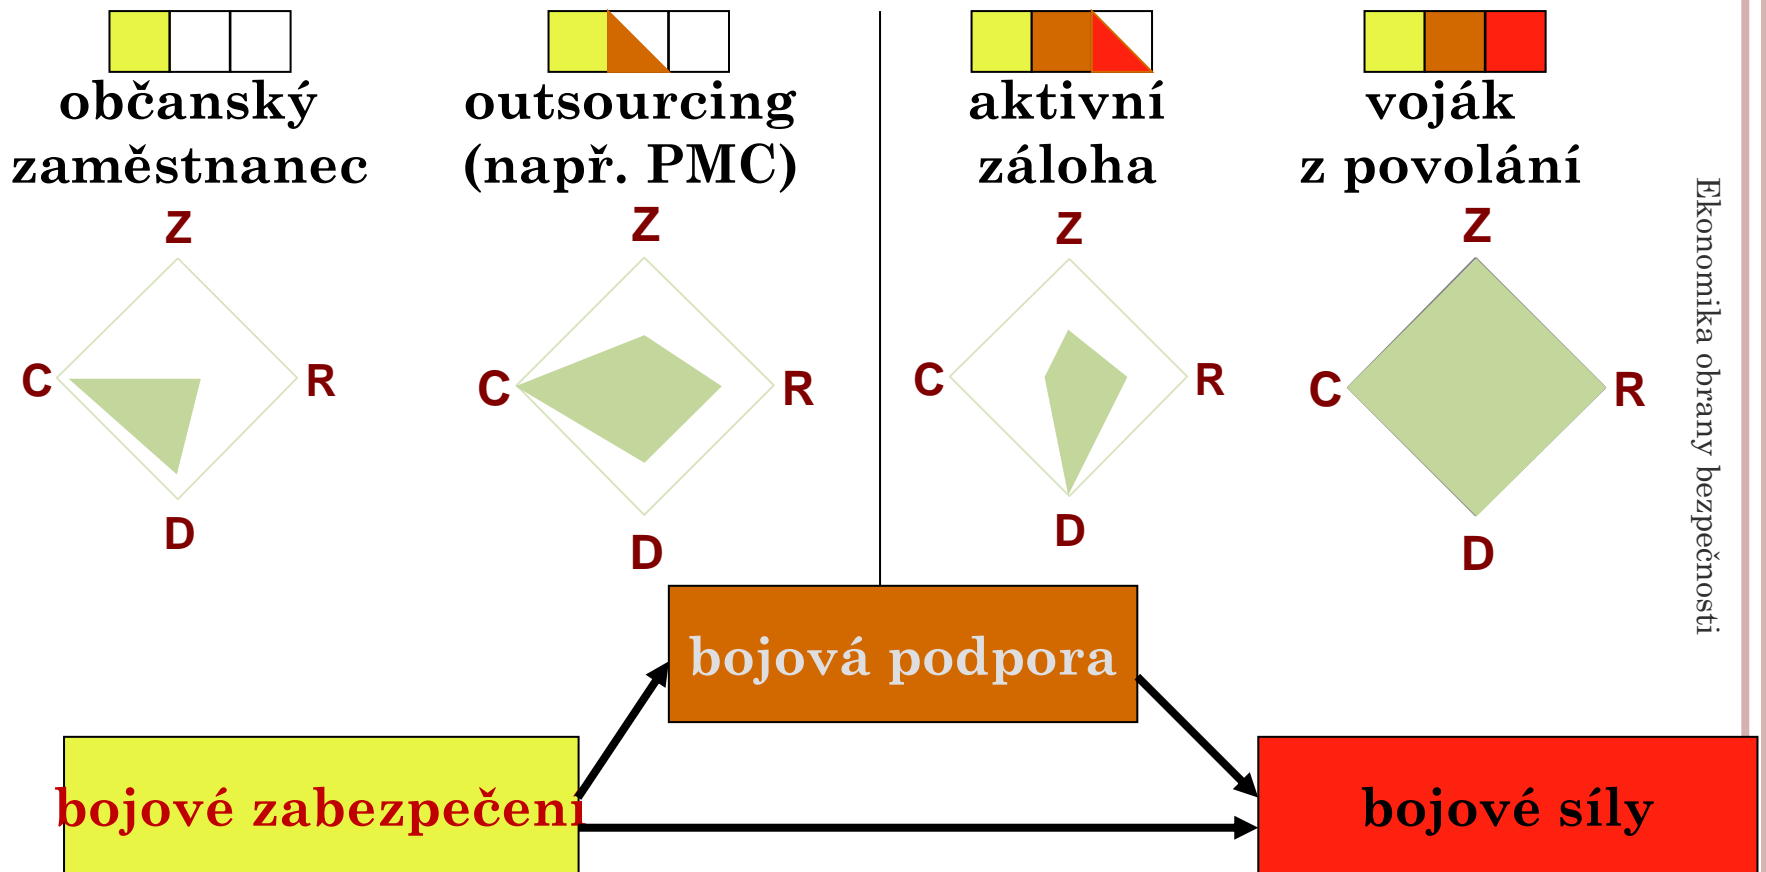 občanský
zaměstnanec
outsourcing
(např. PMC)
aktivní
záloha
voják
z povolání
Z
C
R
D
Z
C
R
D
Z
C
R
D
Z
C
R
D
Ekonomika obrany bezpečnosti
bojová podpora
bojové zabezpečení
bojové síly